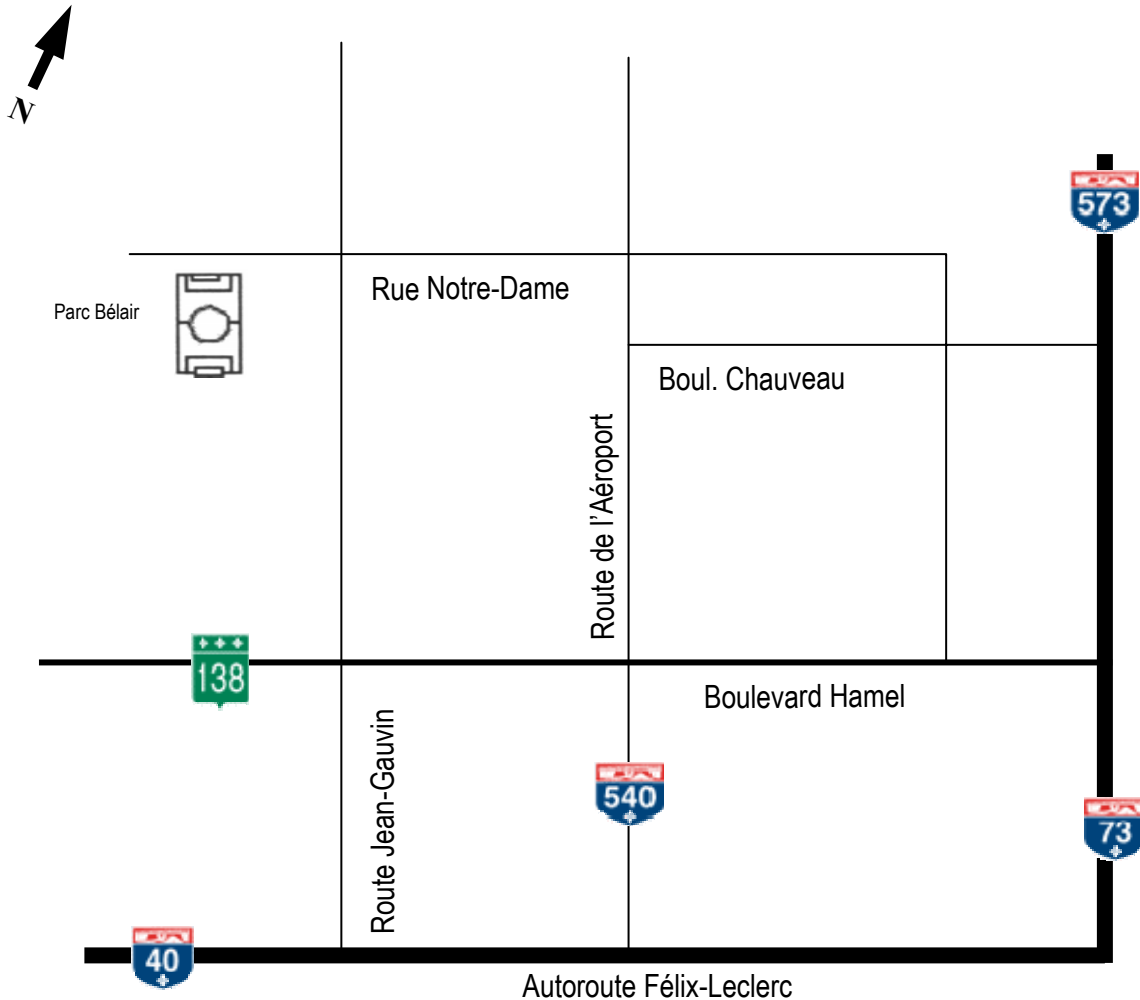 N
573
Rue Notre-Dame
Parc Bélair
Boul. Chauveau
Route de l'Aéroport
138
Boulevard Hamel
Route Jean-Gauvin
540
73
40
Autoroute Félix-Leclerc